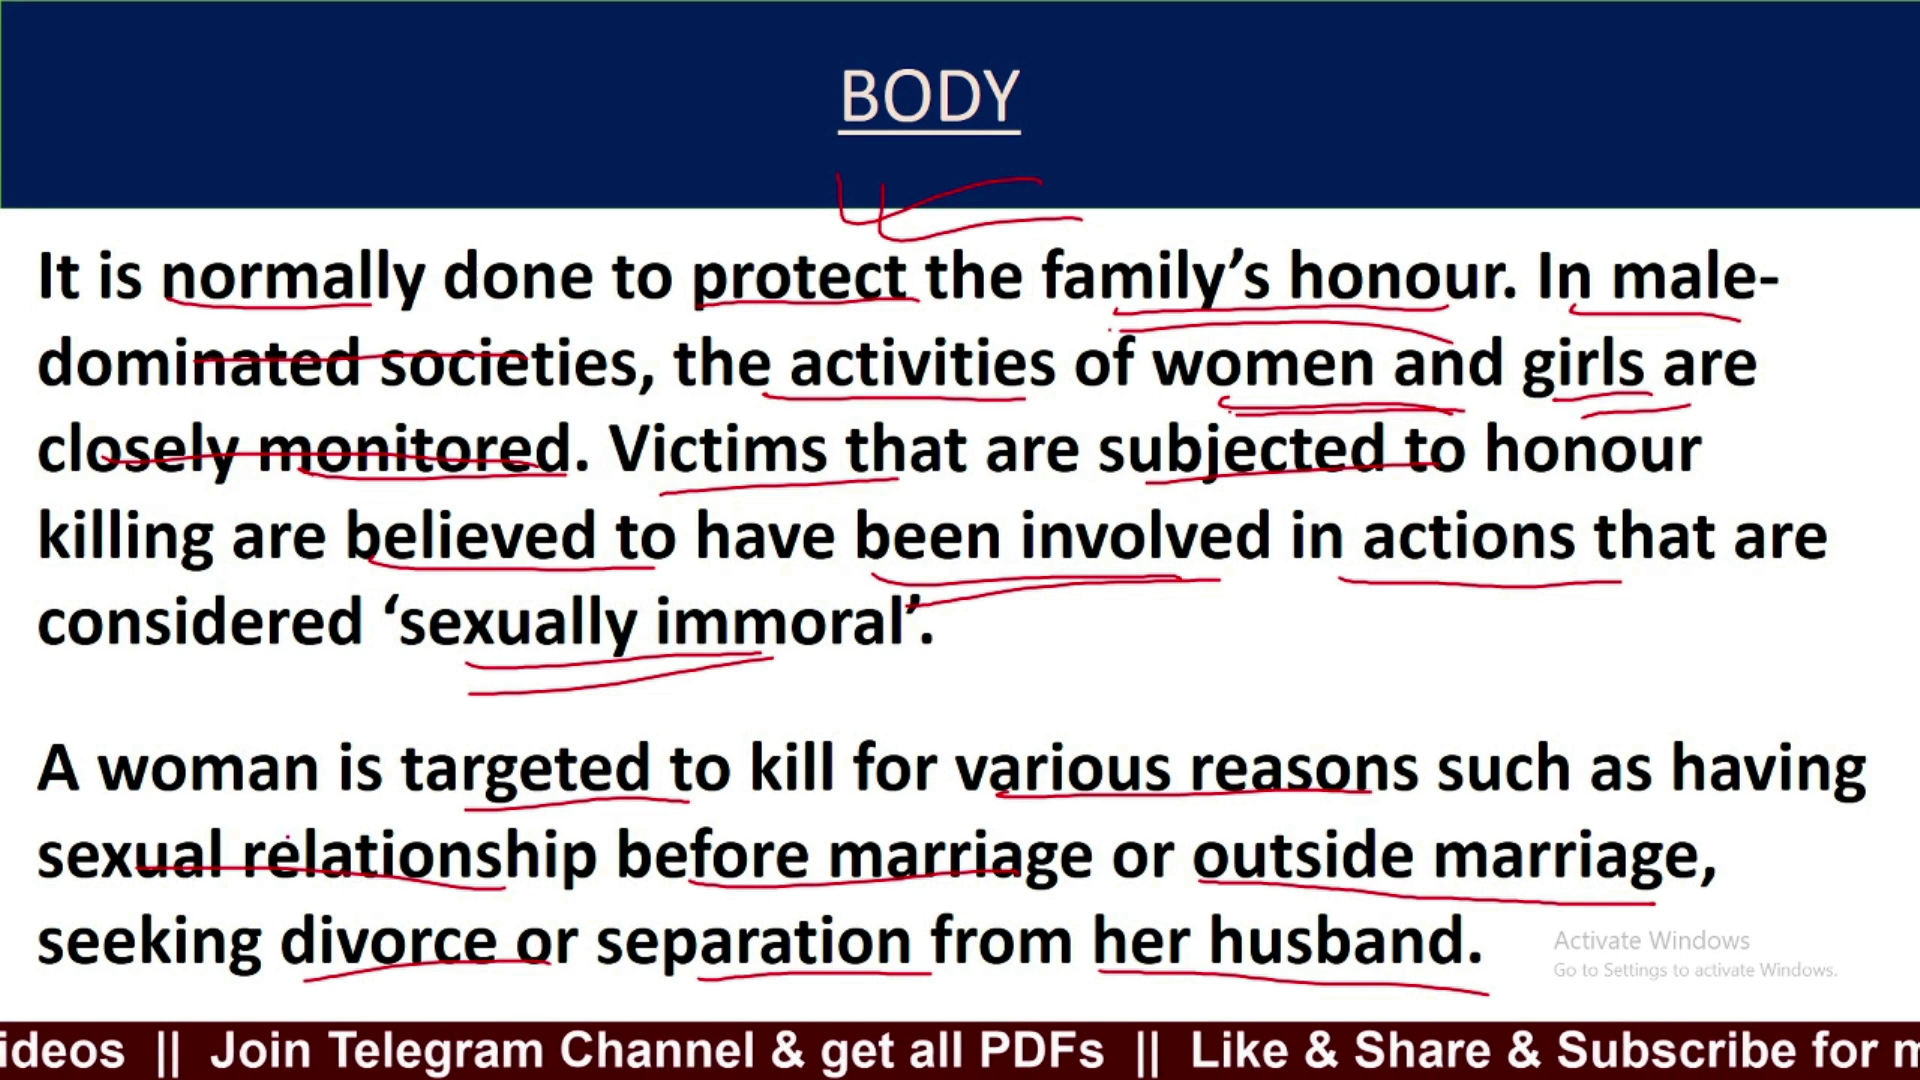 BODY
It is normally done to protect the family’s honour. In male-
dominated societies, the activities of women and girls are
closely monitored. Victims that are subjected to honour
killing are believed to have been involved in actions that are
considered ‘sexually immoral’.
A woman is targeted to kill for various reasons such as having
sexual relationship before marriage or outside marriage,
seeking divorce or separation from her husband.
Activate Windows
Go to Settings to activate Windows.
ideos || Join Telegram Channel & get all PDFs || Like & Share & Subscribe for m